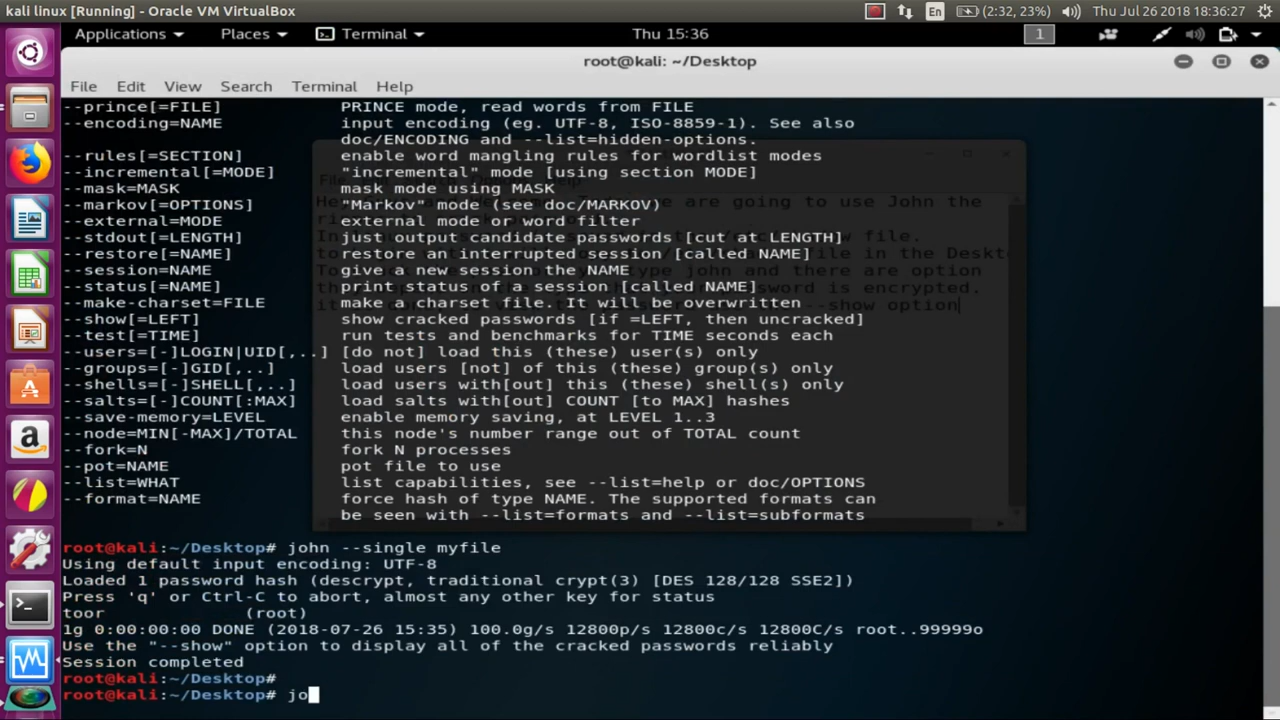 kali linux [Running] - Oracle VM VirtualBox
En
(2:32, 23%)
Thu Jul 26 2018 18:36:27
Applications
Places
Terminal
Thu 15:36
1
root@kali: ~/Desktop
File Edit View Search Terminal Help
--prince[=FILE] PRINCE mode, read words from FILE
--encoding=NAME input encoding (eg. UTF-8, ISO-8859-1). See also
doc/ENCODING and --list=hidden-options.
--rules[=SECTION] enable word mangling rules for wordlist modes
--incremental[=MODE] "incremental" mode [using section MODE]
--mask=MASK mask mode using MASK
--markov[=OPTIONS] "Markov" mode (see doc/MARKOV)
--external=MODE external mode or word filter
--stdout[=LENGTH] just output candidate passwords [cut at LENGTH]
--restore[=NAME] restore an interrupted session [called NAME]
--session=NAME give a new session the NAME
--status[=NAME] print status of a session [called NAME]
--make-charset=FILE make a charset file. It will be overwritten
--show[=LEFT] show cracked passwords [if =LEFT, then uncracked]
--test[=TIME] run tests and benchmarks for TIME seconds each
--users=[-]LOGIN|UID[,..] [do not] load this (these) user(s) only
--groups=[-]GID[,..] load users [not] of this (these) group(s) only
--shells=[-]SHELL[,..] load users with[out] this (these) shell(s) only
--salts=[-]COUNT[:MAX] load salts with[out] COUNT [to MAX] hashes
--save-memory=LEVEL enable memory saving, at LEVEL 1..3
--node=MIN[-MAX]/TOTAL this node's number range out of TOTAL count
--fork=N fork N processes
--pot=NAME pot file to use
--list=WHAT list capabilities, see --list=help or doc/OPTIONS
--format=NAME force hash of type NAME. The supported formats can
be seen with --list=formats and --list=subformats
root@kali:~/Desktop# john --single myfile
Using default input encoding: UTF-8
Loaded 1 password hash (descrypt, traditional crypt(3) [DES 128/128 SSE2])
Press 'q' or Ctrl-C to abort, almost any other key for status
toor (root)
1g 0:00:00:00 DONE (2018-07-26 15:35) 100.0g/s 12800p/s 12800c/s 12800C/s root..99999o
Use the "--show" option to display all of the cracked passwords reliably
Session completed
root@kali:~/Desktop#
root@kali:~/Desktop# jo